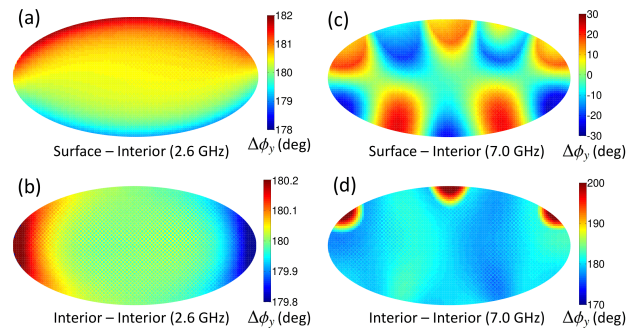 (a)
182
181
180
179
178
Surface – Interior (2.6 GHz)
Δϕy (deg)
(c)
30
20
10
0
-10
-20
-30
Surface – Interior (7.0 GHz)
Δϕy (deg)
(b)
180.2
180.1
180
179.9
179.8
Interior – Interior (2.6 GHz)
Δϕy (deg)
(d)
200
190
180
170
Interior – Interior (7.0 GHz)
Δϕy (deg)